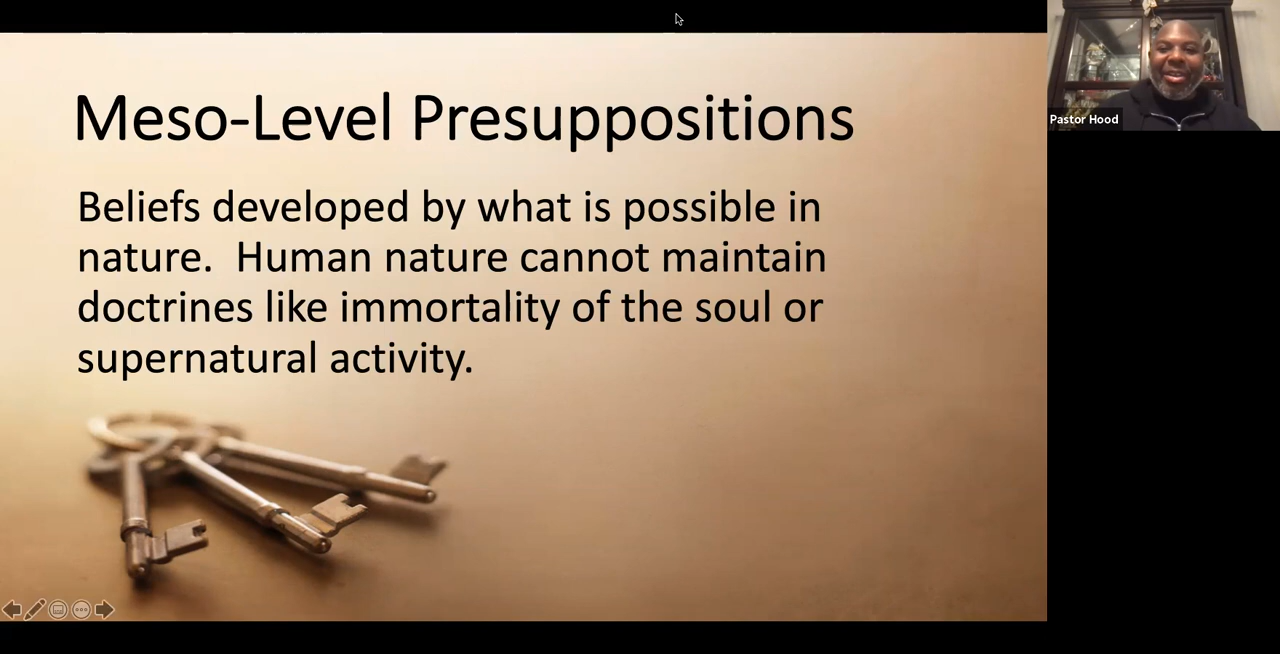 Meso-Level Presuppositions
Beliefs developed by what is possible in
nature.  Human nature cannot maintain
doctrines like immortality of the soul or
supernatural activity.
Pastor Hood